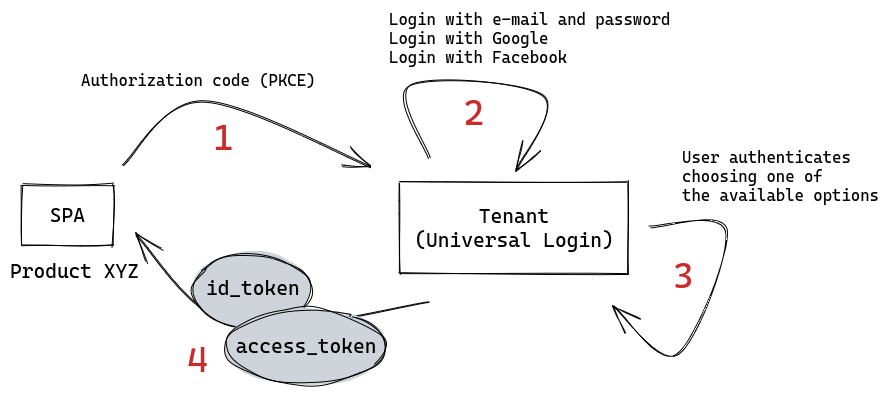 Login with e-mail and password
Login with Google
Login with Facebook
Authorization code (PKCE)
1
2
User authenticates
choosing one of
the available options
SPA
Product XYZ
Tenant
(Universal Login)
3
id_token
access_token
4